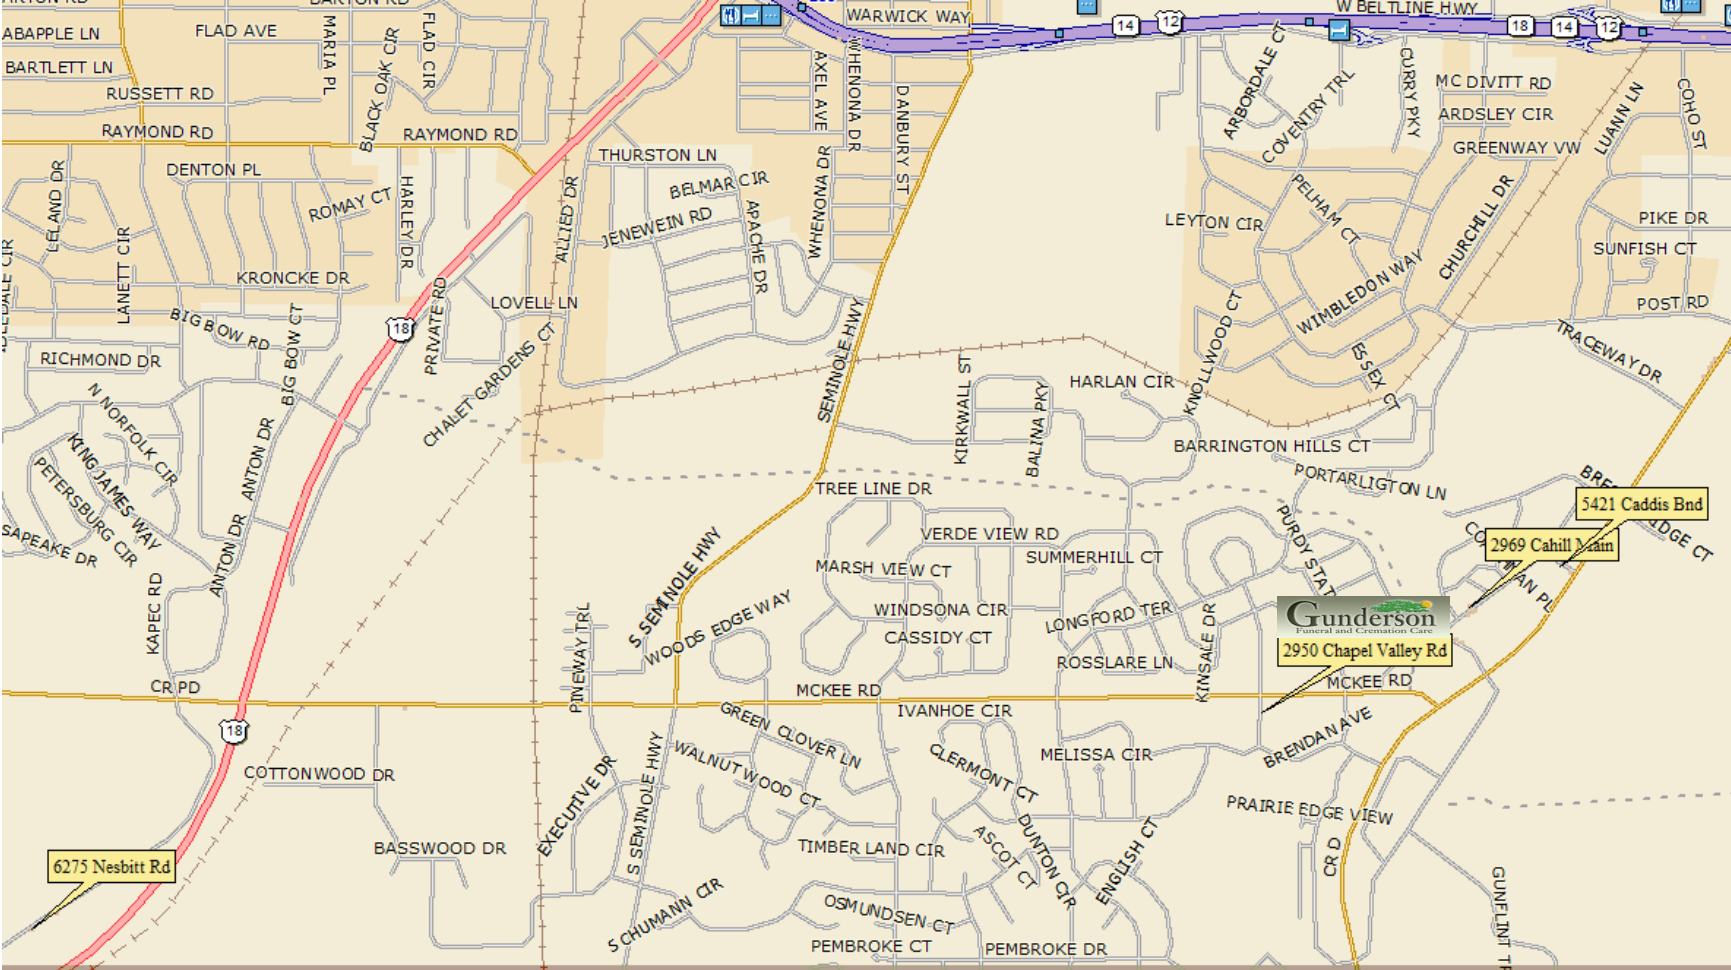 BARTON RD
FLAD AVE
MARIA PL
FLAD CIR
BLACK OAK CIR
BARTLETT LN
RUSSETT RD
RAYMOND RD
RAYMOND RD
DENTON PL
LELAND DR
ROMAY CT
HARLEY DR
LANETT CIR
KRONCKE DR
BIG BOW RD
BIG BOW CT
RICHMOND DR
PRIVATE RD
18
LOVELL LN
CHALET GARDENS CT
ALLIED DR
THURSTON LN
BELMAR CIR
JENEWEIN RD
APACHE DR
WHENONA DR
AXEL AVE
WHENONA DR
DANBURY ST
WARWICK WAY
14
12
W BELTLINE HWY
18
14
12
ARBORDALE CT
COVENTRY TRL
CURRY PKY
MC DIVITT RD
ARDSLEY CIR
GREENWAY VW
LUANN LN
COHO ST
LEYTON CIR
PELHAM CT
CHURCHILL DR
PIKE DR
SUNFISH CT
WIMBLEDON WAY
POST RD
KNOLLWOOD CT
ESSEX CT
TRACEWAY DR
SEMINOLE HWY
KIRKWALL ST
BALINA PKY
HARLAN CIR
BARRINGTON HILLS CT
PORTARLIGTON LN
N NORFOLK CIR
KING JAMES WAY
PETERSBURG CIR
SAPEAKE DR
ANTON DR
ANTON DR
KAPEC RD
TREE LINE DR
VERDE VIEW RD
SUMMERHILL CT
MARSH VIEW CT
WINDSONA CIR
CASSIDY CT
LONGFORD TER
ROSSLARE LN
KINSALE DR
PURDY STAT
5421 Caddis Bnd
2969 Cahill Main
Gunderson
Funeral and Cremation Care
2950 Chapel Valley Rd
S SEMINOLE HWY
WOODS EDGE WAY
PINEWAY TRL
CR PD
MCKEE RD
MCKEE RD
18
GREEN CLOVER LN
IVANHOE CIR
WALNUT WOOD CT
CLERMONT CT
MELISSA CIR
BRENDAN AVE
COTTONWOOD DR
EXECUTIVE DR
S SEMINOLE HWY
PRAIRIE EDGE VIEW
BASSWOOD DR
TIMBER LAND CIR
ASCOT CT
DUNTON CIR
ENGLISH CT
CR D
GUNFLINT TR
6275 Nesbitt Rd
S CHUMANN CIR
OSMUNDSEN CT
PEMBROKE CT
PEMBROKE DR